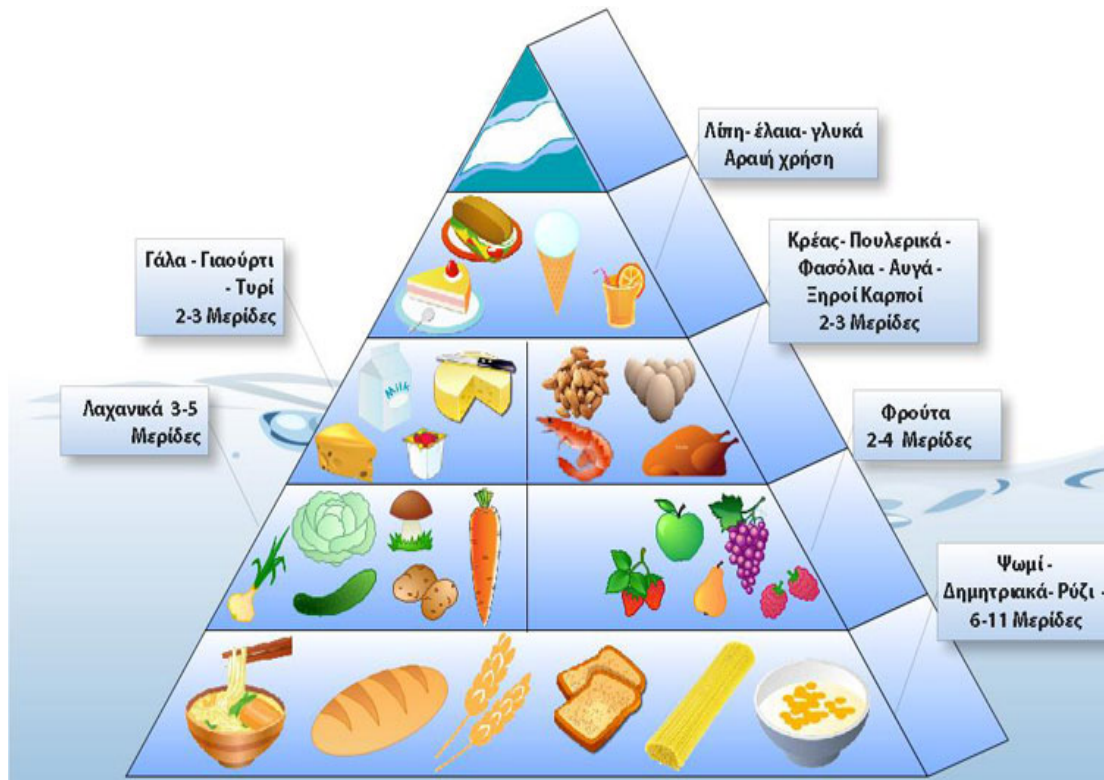 Λίπη- έλαια- γλυκά
Αραιή χρήση
Κρέας- Πουλερικά -
Φασόλια - Αυγά -
Ξηροί Καρποί
2-3 Μερίδες
Γάλα - Γιαούρτι
- Τυρί
2-3 Μερίδες
Milk
Λαχανικά 3-5
Μερίδες
Φρούτα
2-4 Μερίδες
Ψωμί -
Δημητριακά- Ρύζι -
6-11 Μερίδες